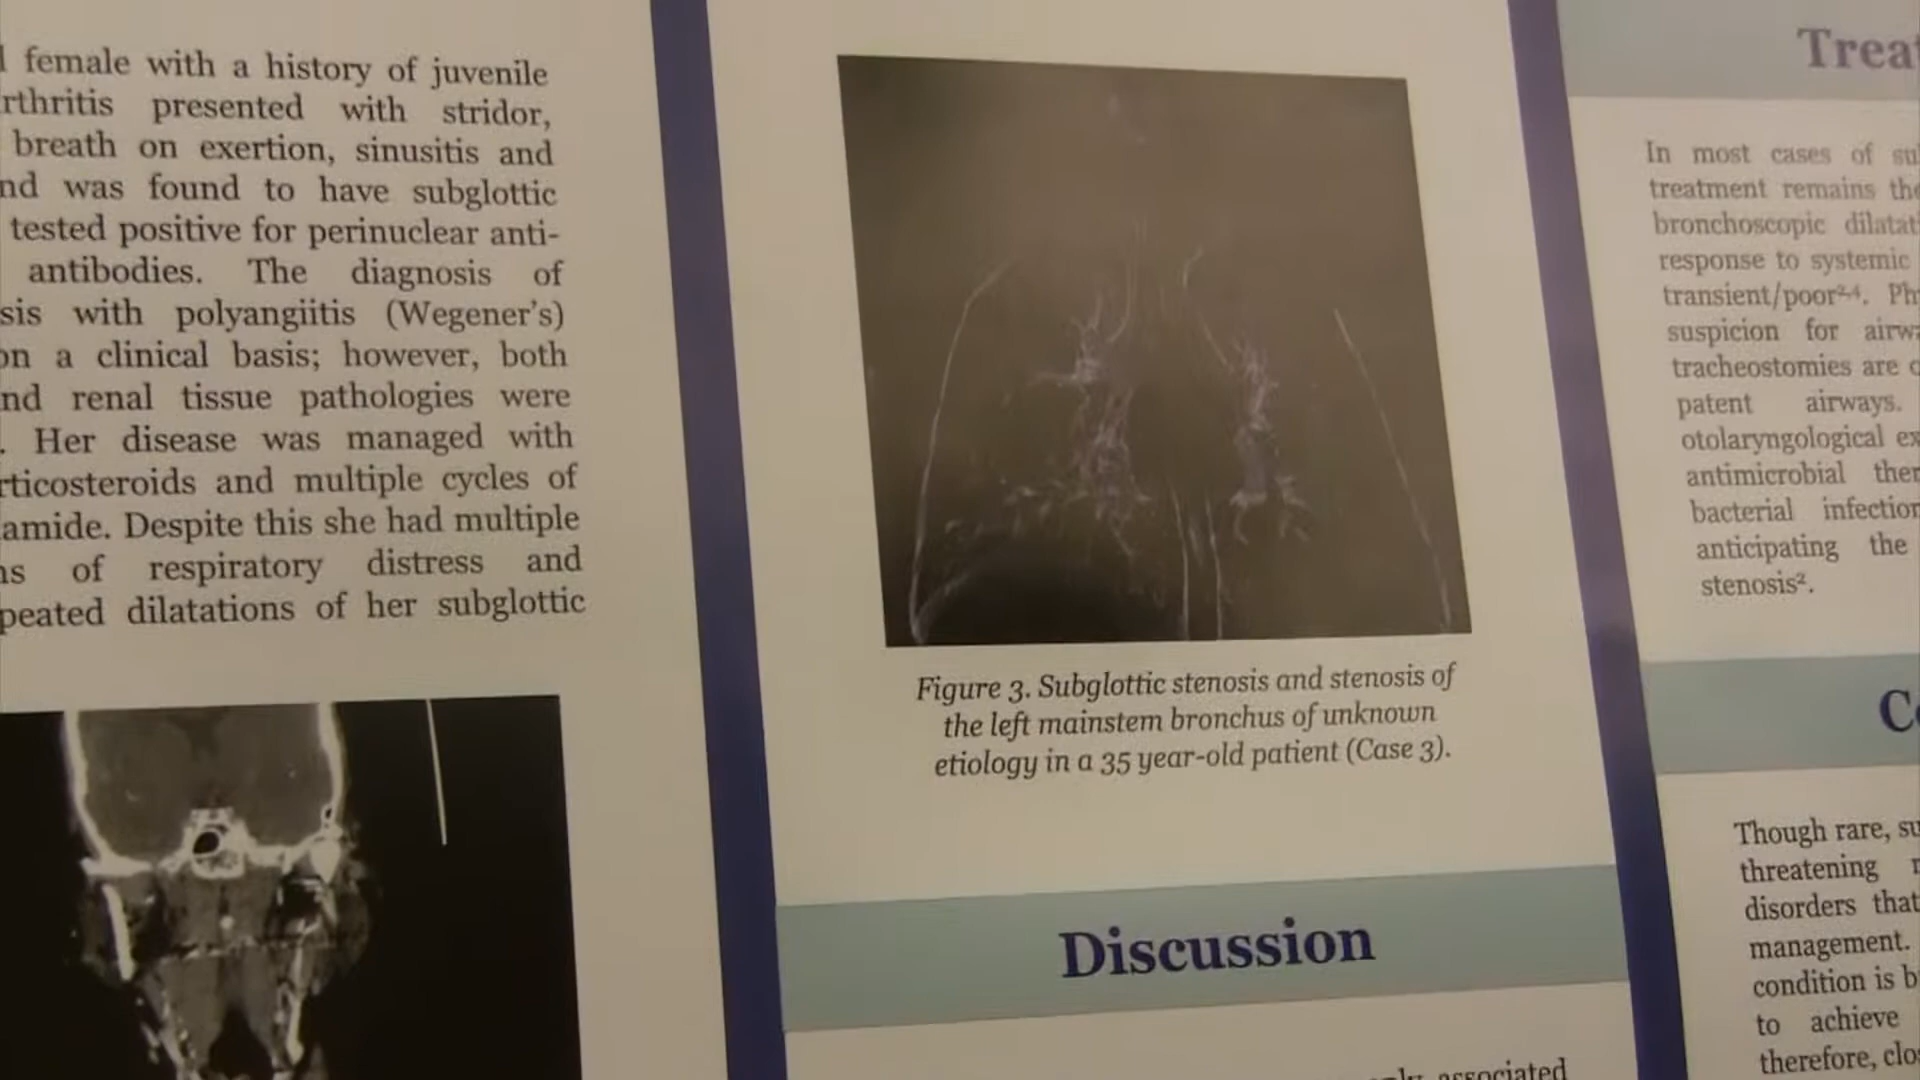 female with a history of juvenile
rthritis presented with stridor,
breath on exertion, sinusitis and
nd was found to have subglottic
tested positive for perinuclear anti-
antibodies. The diagnosis of
sis with polyangiitis (Wegener's)
on a clinical basis; however, both
nd renal tissue pathologies were
. Her disease was managed with
rticosteroids and multiple cycles of
amide. Despite this she had multiple
ns of respiratory distress and
peated dilatations of her subglottic
Figure 3. Subglottic stenosis and stenosis of
the left mainstem bronchus of unknown
etiology in a 35 year-old patient (Case 3).
Discussion
associated
Trea
In most cases of su
treatment remains the
bronchoscopic dilatat
response to systemic
transient/poor²⁻⁴. Ph
suspicion for airwa
tracheostomies are
patent airways.
otolaryngological ex
antimicrobial ther
bacterial infection
anticipating the
stenosis².
Though rare, su
threatening
disorders that
management.
condition is b
to achieve
therefore, clo